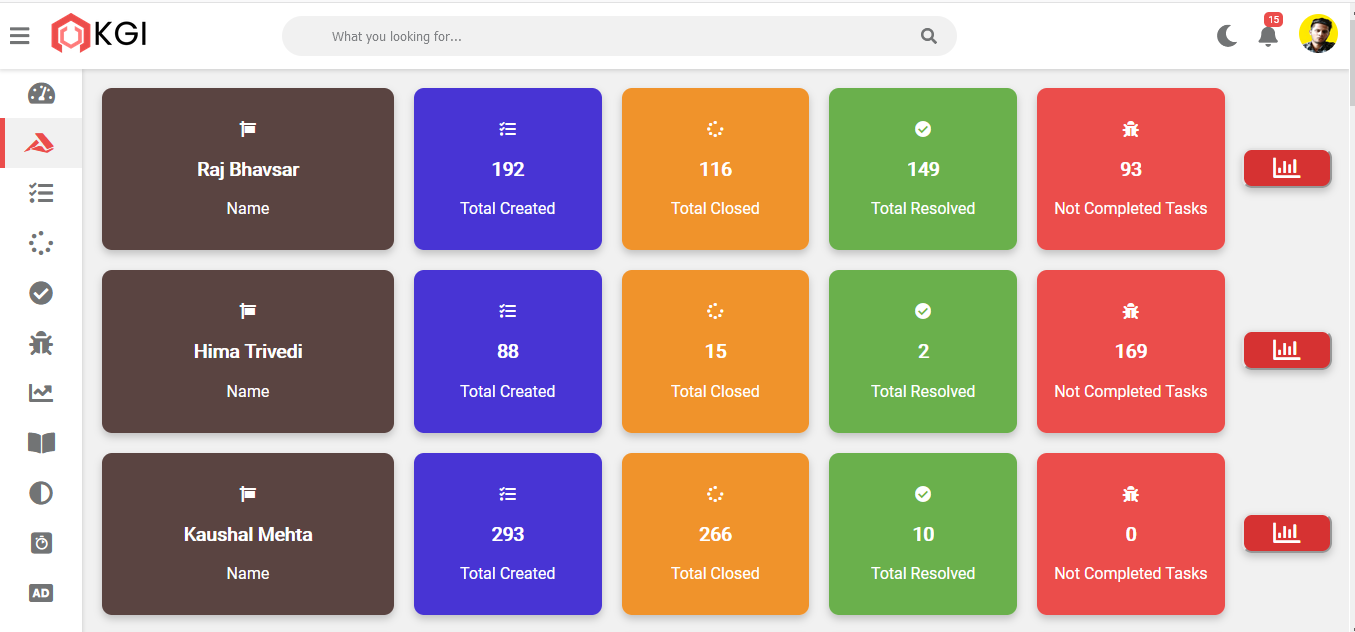 KGI
What you looking for...
15
Raj Bhavsar
Name
192
Total Created
116
Total Closed
149
Total Resolved
93
Not Completed Tasks
Hima Trivedi
Name
88
Total Created
15
Total Closed
2
Total Resolved
169
Not Completed Tasks
Kaushal Mehta
Name
293
Total Created
266
Total Closed
10
Total Resolved
0
Not Completed Tasks
AD